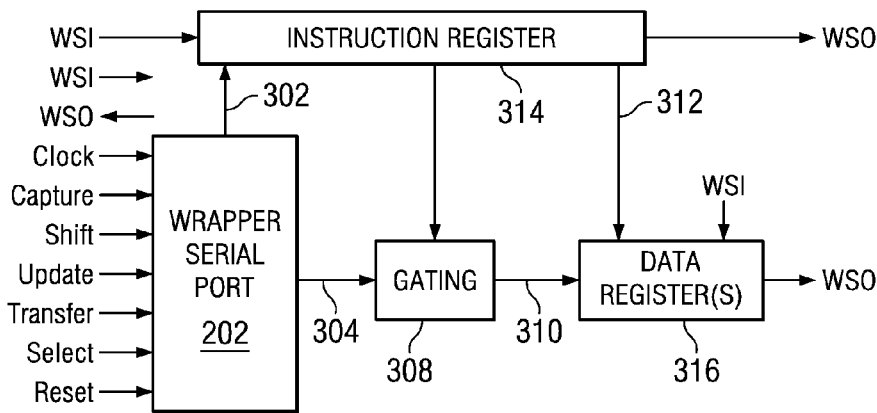 WSI
INSTRUCTION REGISTER
WSO
WSI
302
314
312
WSO
Clock
Capture
WSI
Shift
WRAPPER
SERIAL
PORT
202
Update
GATING
DATA
REGISTER(S)
WSO
Transfer
304
310
308
316
Select
Reset